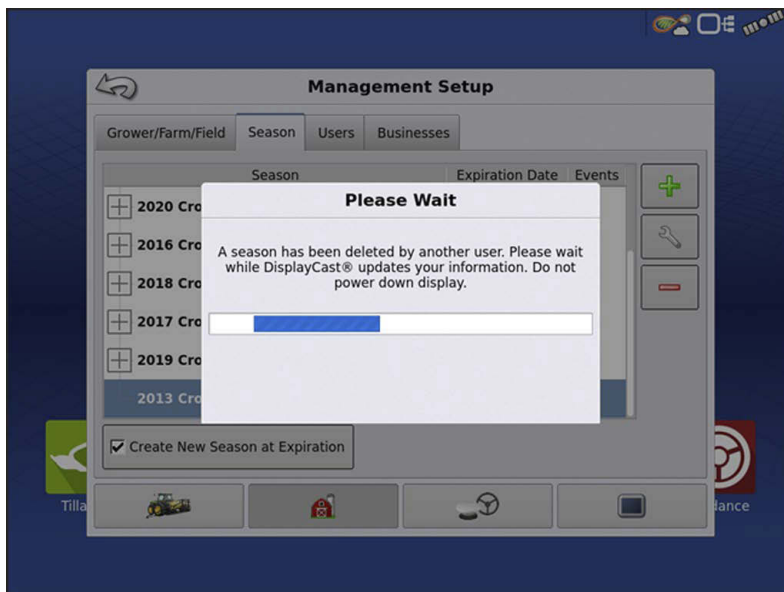 Management Setup
Grower/Farm/Field Season Users Businesses
Season Expiration Date Events
2020 Cro
2016 Cro
2018 Cro
2017 Cro
2019 Cro
2013 Cro
Please Wait
A season has been deleted by another user. Please wait
while DisplayCast® updates your information. Do not
power down display.
Create New Season at Expiration
Tilla
dance